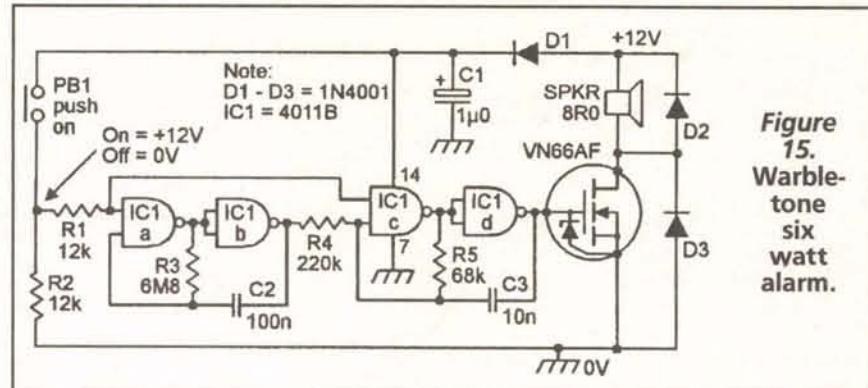 D1
+12V
Note:
D1 - D3 = 1N4001
IC1 = 4011B
+
C1
1µ0
PB1
push
on
SPKR
8R0
D2
On = +12V
Off = 0V
VN66AF
14
IC1
a
IC1
b
IC1
c
IC1
d
R1
12k
R4
220k
7
R5
68k
R3
6M8
D3
R2
12k
C2
100n
C3
10n
0V
Figure
15.
Warble-
tone
six
watt
alarm.